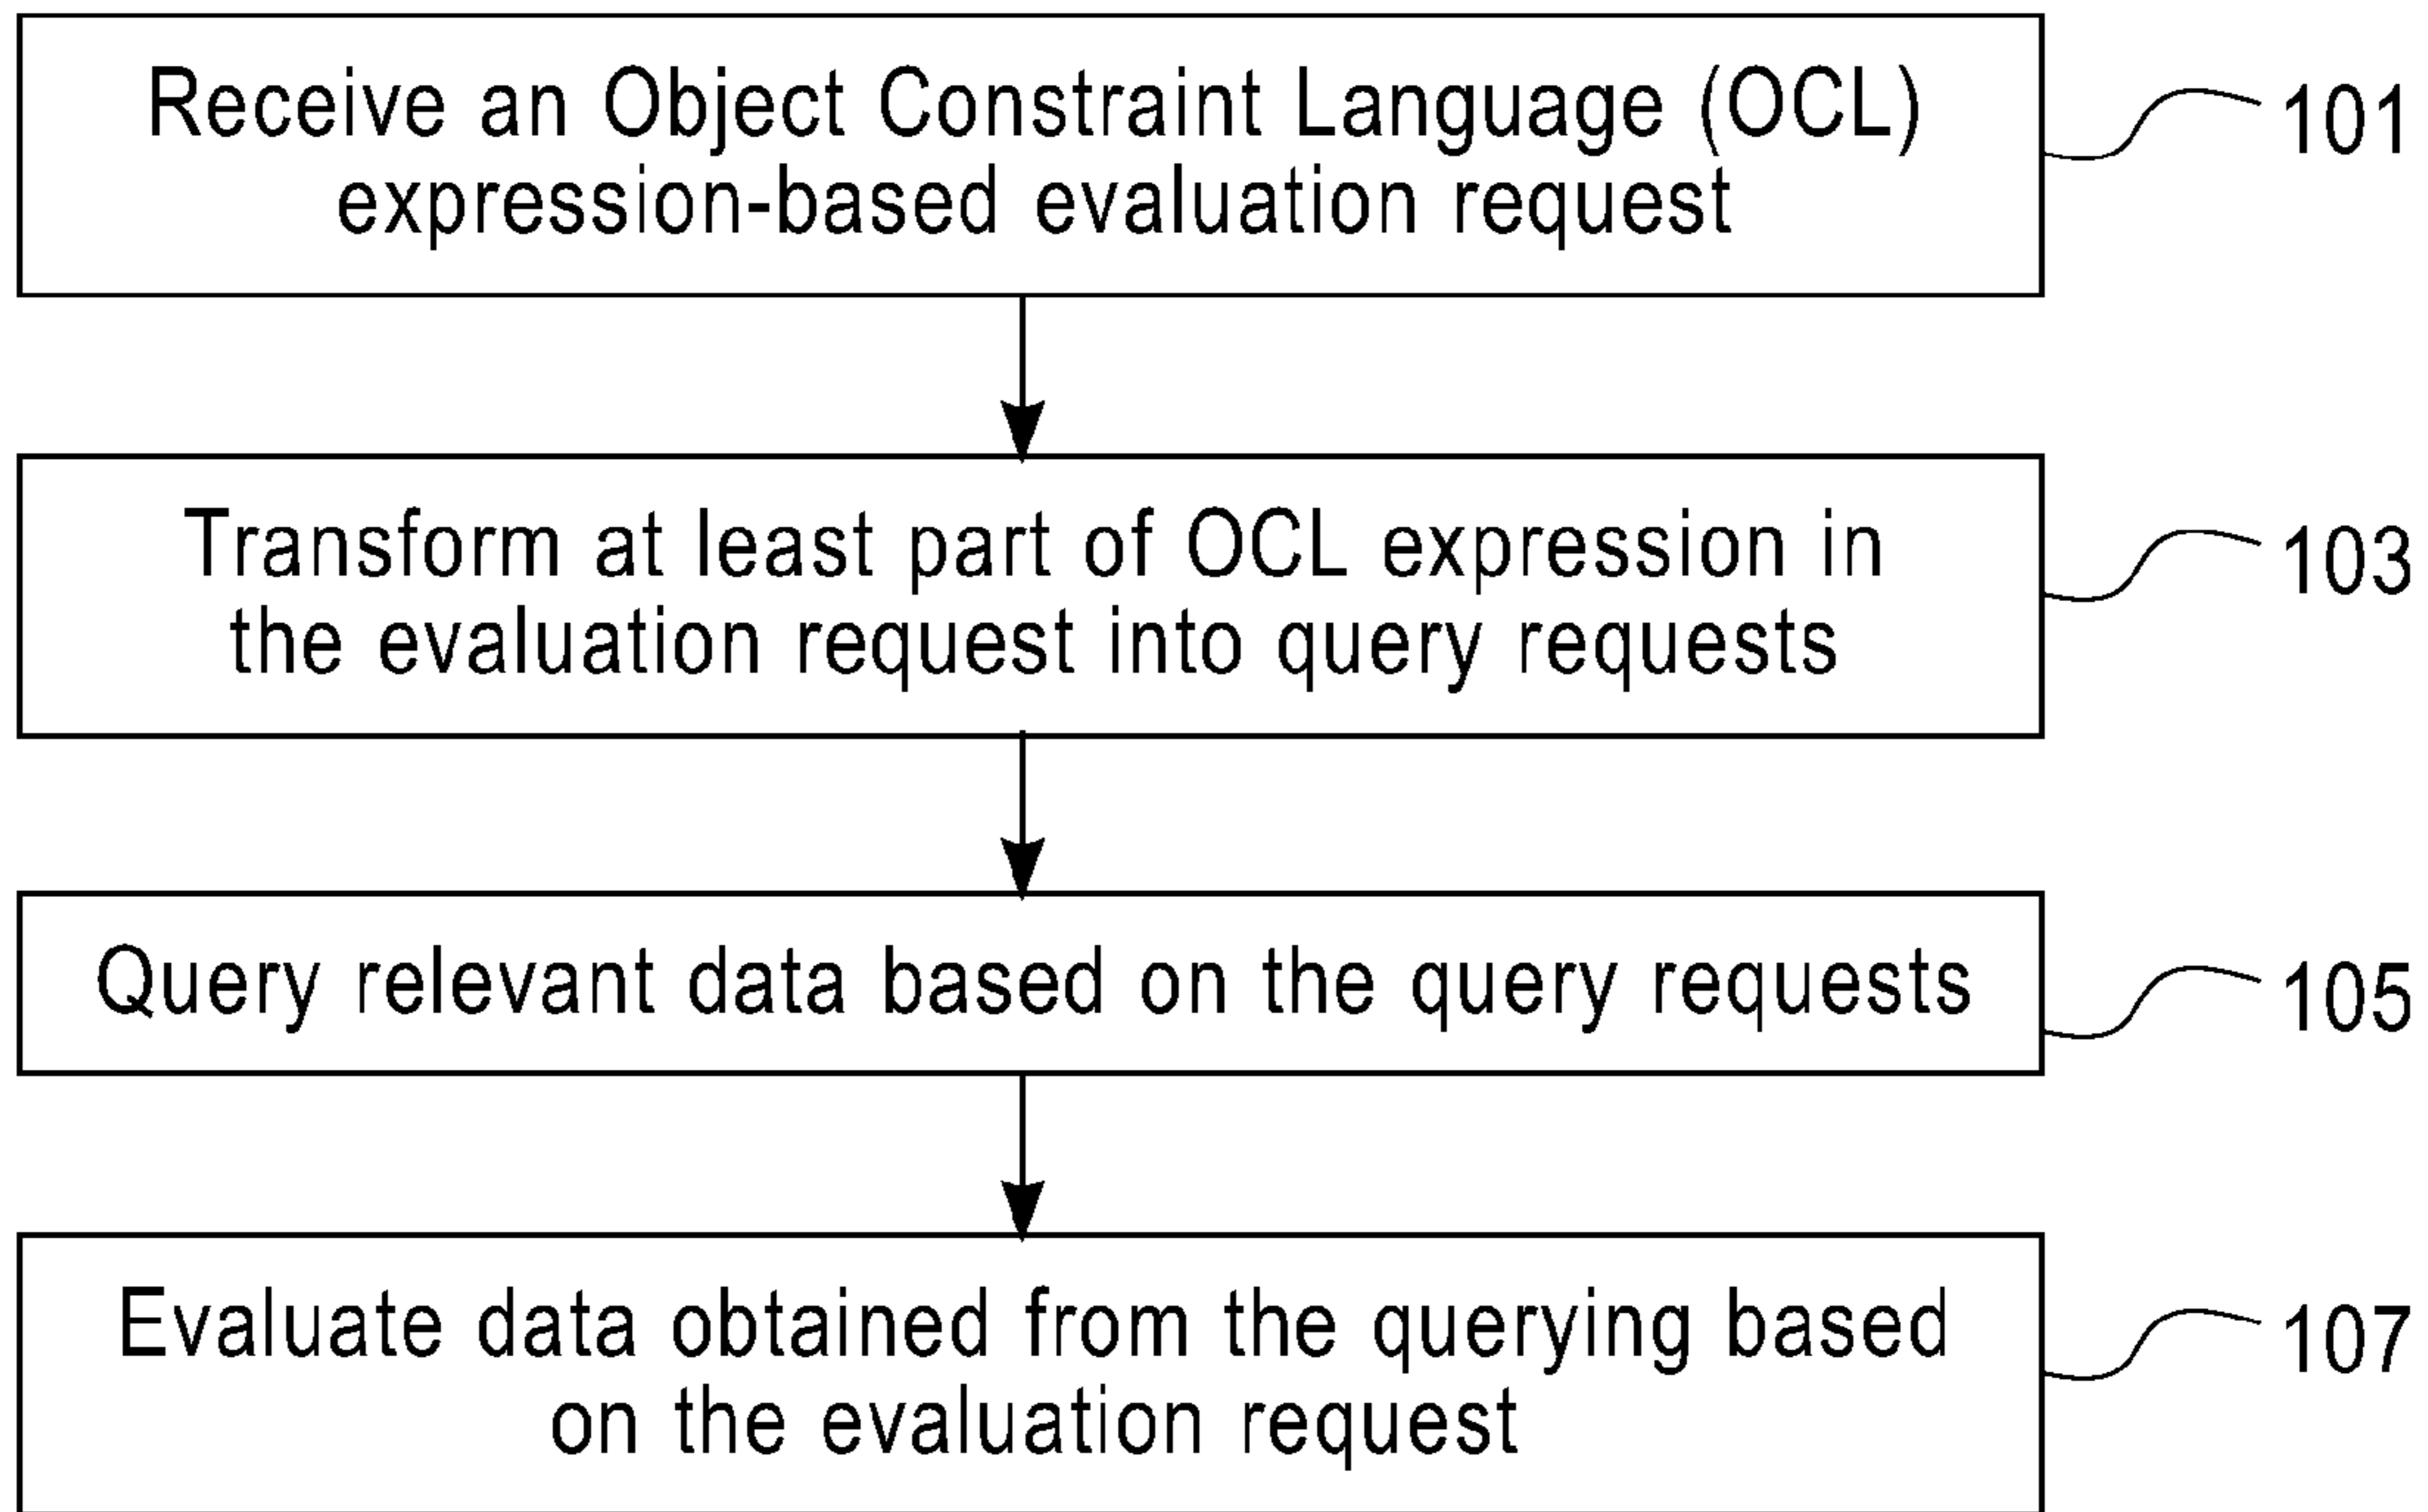 Receive an Object Constraint Language (OCL)
expression-based evaluation request
101
Transform at least part of OCL expression in
the evaluation request into query requests
103
Query relevant data based on the query requests
105
Evaluate data obtained from the querying based
on the evaluation request
107